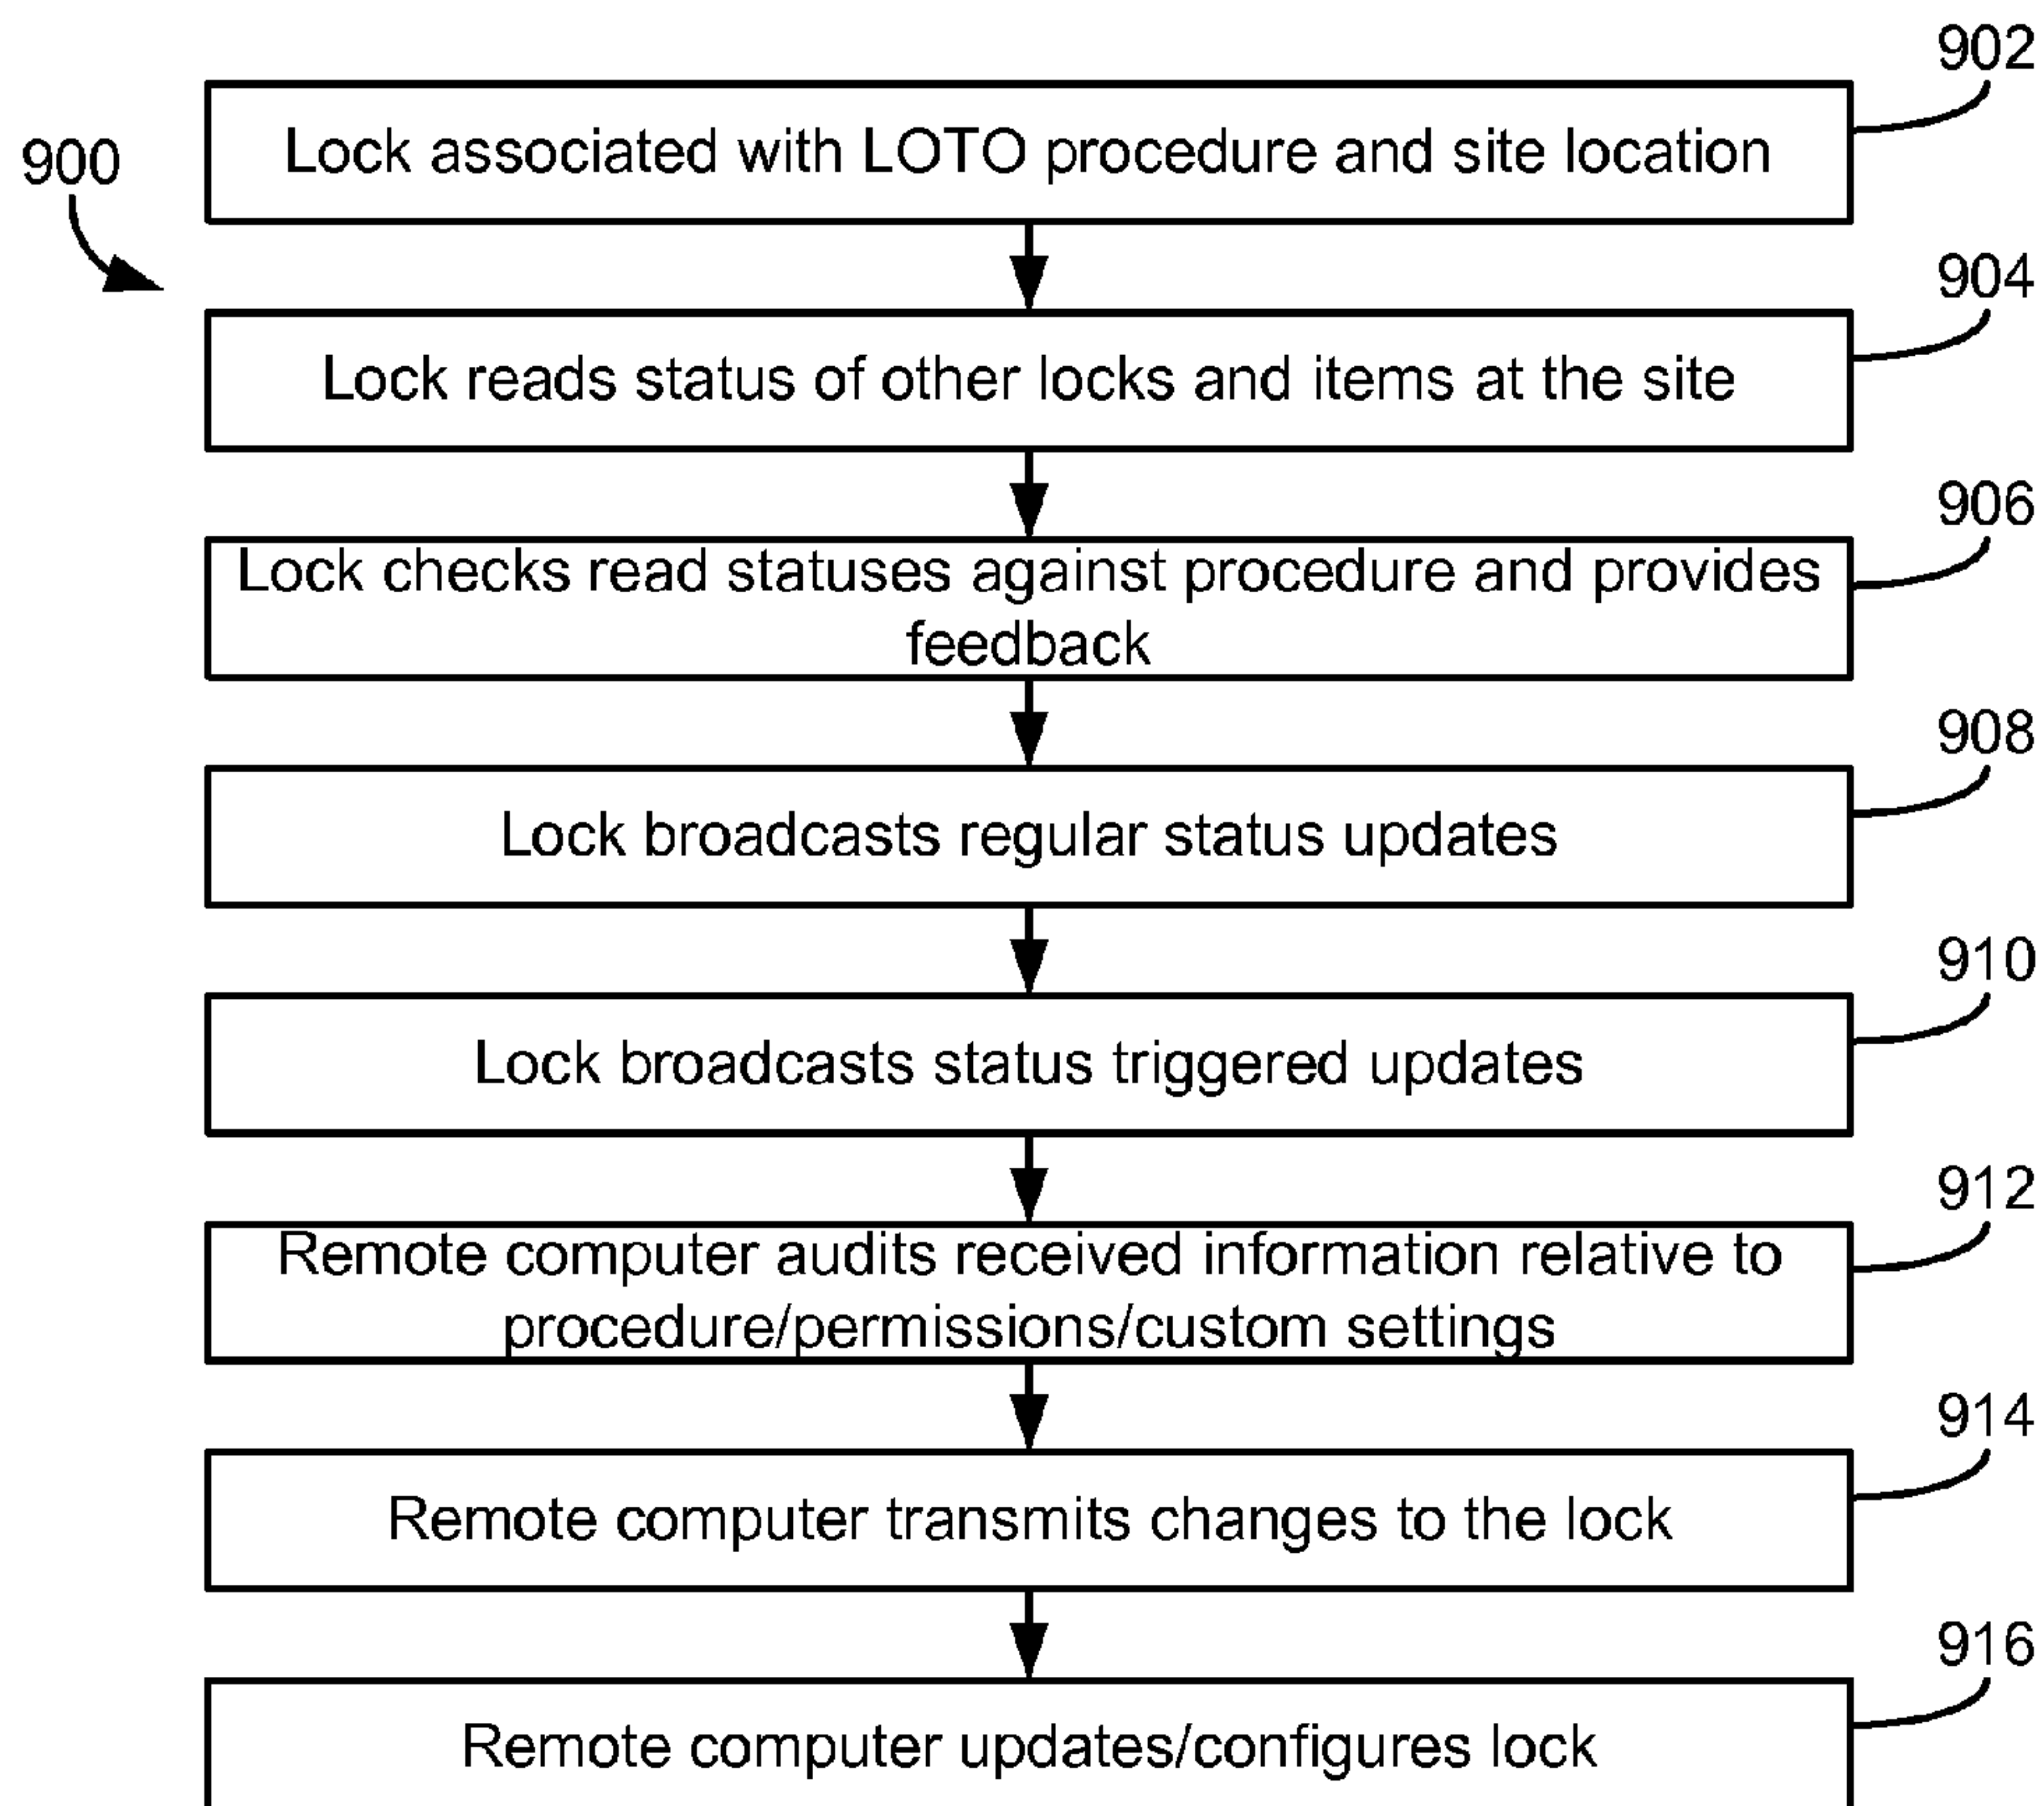 902
Lock associated with LOTO procedure and site location
900
904
Lock reads status of other locks and items at the site
906
Lock checks read statuses against procedure and provides
feedback
908
Lock broadcasts regular status updates
910
Lock broadcasts status triggered updates
912
Remote computer audits received information relative to
procedure/permissions/custom settings
914
Remote computer transmits changes to the lock
916
Remote computer updates/configures lock